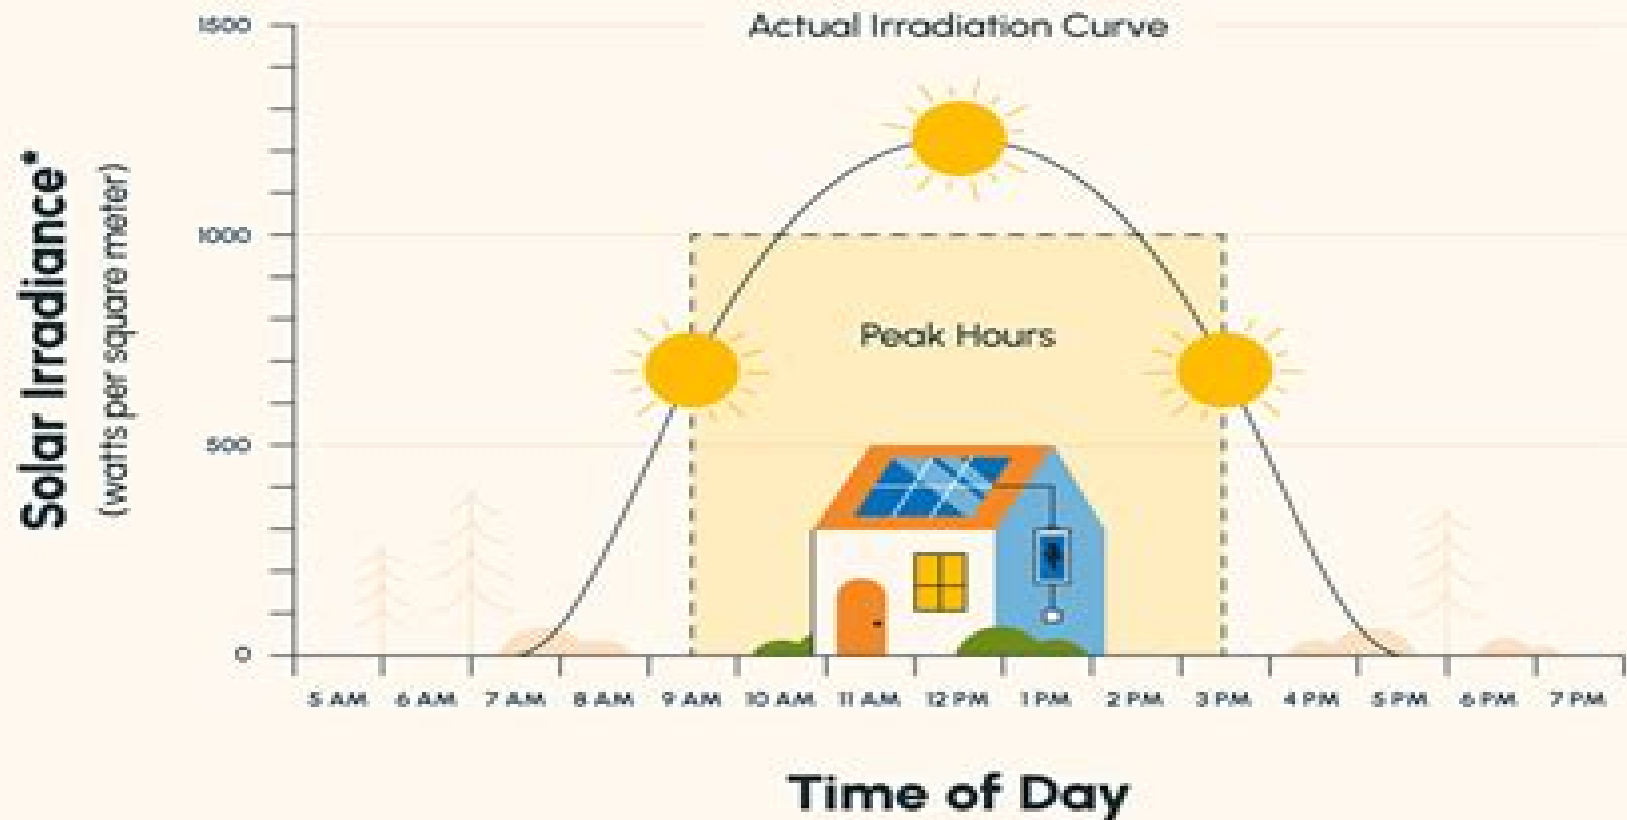 Actual Irradiation Curve
Solar Irradiance*
(watts per square meter)
1500
1000
500
0
Peak Hours
5 AM 6 AM 7 AM 8 AM 9 AM 10 AM 11 AM 12 PM 1 PM 2 PM 3 PM 4 PM 5 PM 6 PM 7 PM
Time of Day